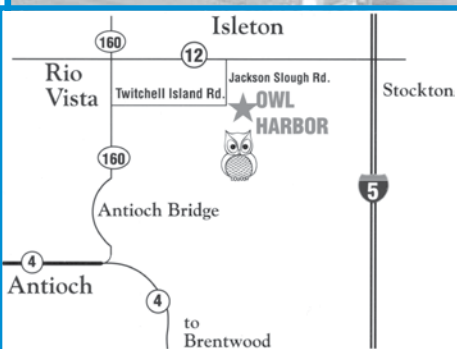 Isleton
160
12
Rio
Vista
Jackson Slough Rd.
Twitchell Island Rd.
Stockton
OWL
HARBOR
160
5
Antioch Bridge
4
Antioch
4
to
Brentwood